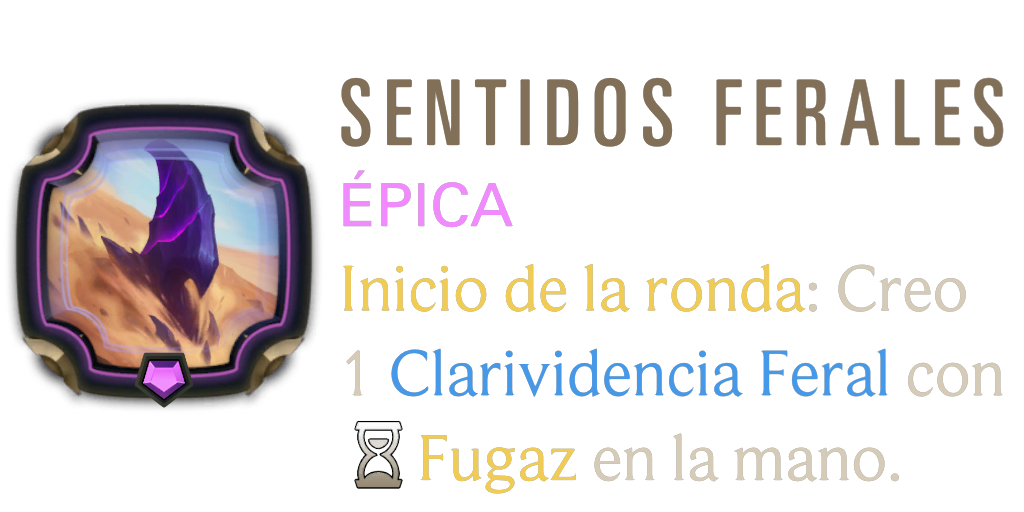 SENTIDOS FERALES
ÉPICA
Inicio de la ronda: Creo
1 Clarividencia Feral con
Fugaz en la mano.